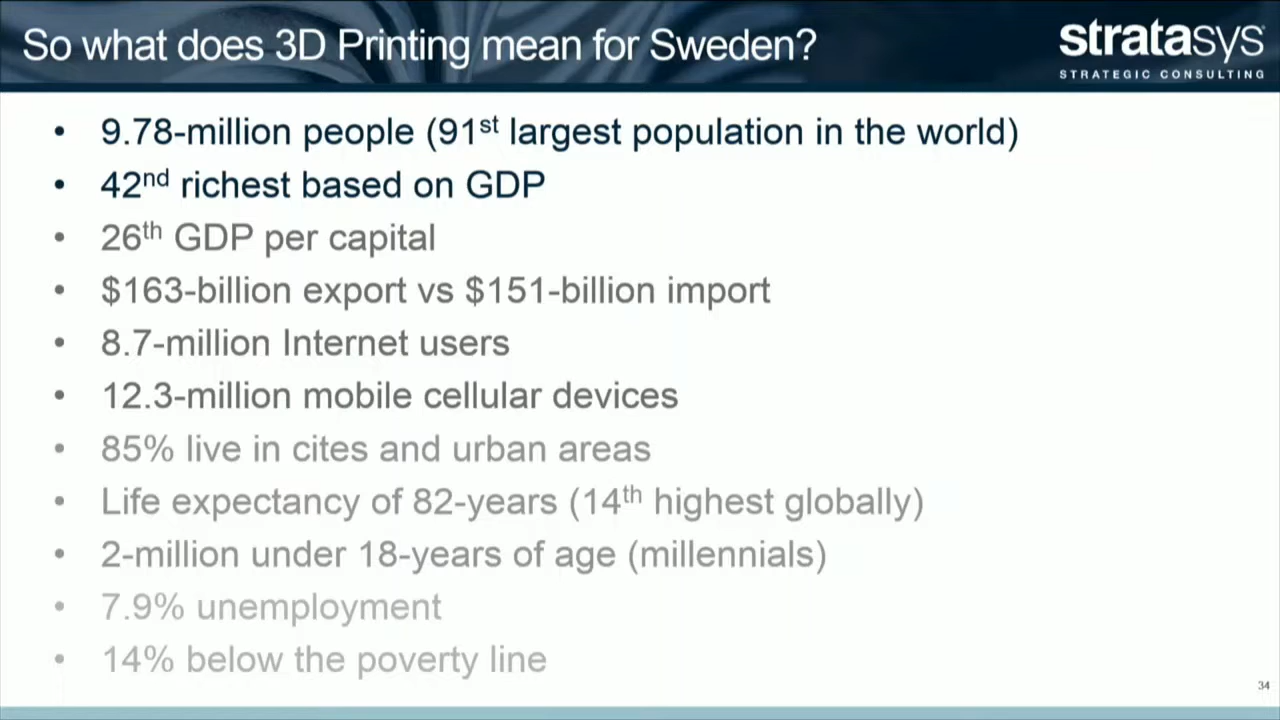 So what does 3D Printing mean for Sweden?
stratasys
STRATEGIC CONSULTING
• 9.78-million people (91st largest population in the world)
• 42nd richest based on GDP
• 26th GDP per capital
• $163-billion export vs $151-billion import
• 8.7-million Internet users
• 12.3-million mobile cellular devices
• 85% live in cites and urban areas
• Life expectancy of 82-years (14th highest globally)
• 2-million under 18-years of age (millennials)
• 7.9% unemployment
• 14% below the poverty line
34